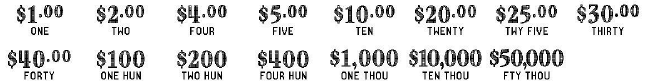 $1.00 $2.00 $4.00 $5.00 $10.00 $20.00 $25.00 $30.00
ONE TWO FOUR FIVE TEN TWENTY TWY FIVE THIRTY
$40.00 $100 $200 $400 $1,000 $10,000 $50,000
FORTY ONE HUN TWO HUN FOUR HUN ONE THOU TEN THOU FTY THOU